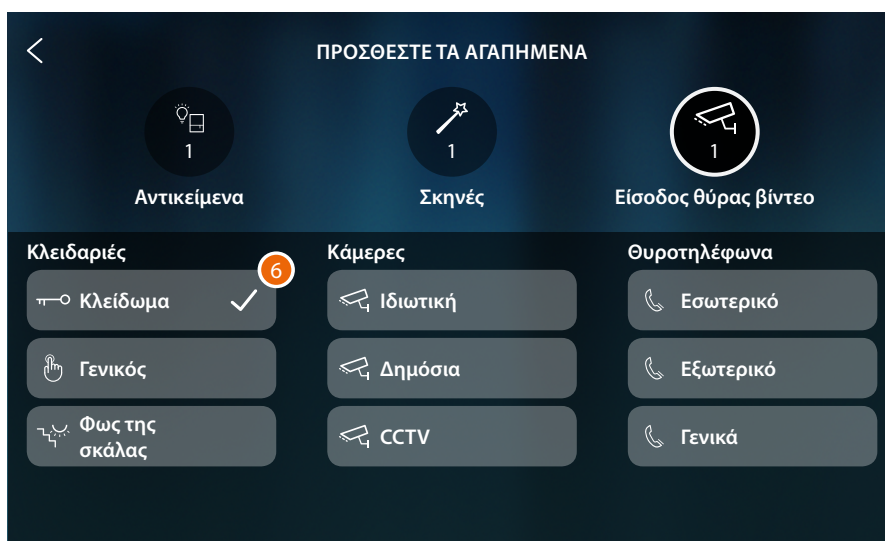 ΠΡΟΣΘΕΣΤΕ ΤΑ ΑΓΑΠΗΜΕΝΑ
1
1
1
Αντικείμενα
Σκηνές
Είσοδος θύρας βίντεο
Κλειδαριές
Κάμερες
Θυροτηλέφωνα
6
Κλείδωμα
Ιδιωτική
Εσωτερικό
Γενικός
Δημόσια
Εξωτερικό
Φως της
σκάλας
CCTV
Γενικά